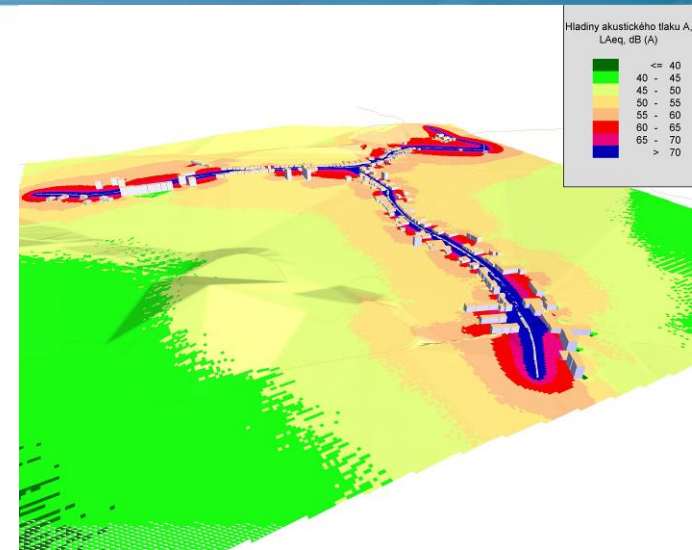 Hladiny akustického tlaku A,
LAeq, dB (A)
<= 40
40 - 45
45 - 50
50 - 55
55 - 60
60 - 65
65 - 70
> 70